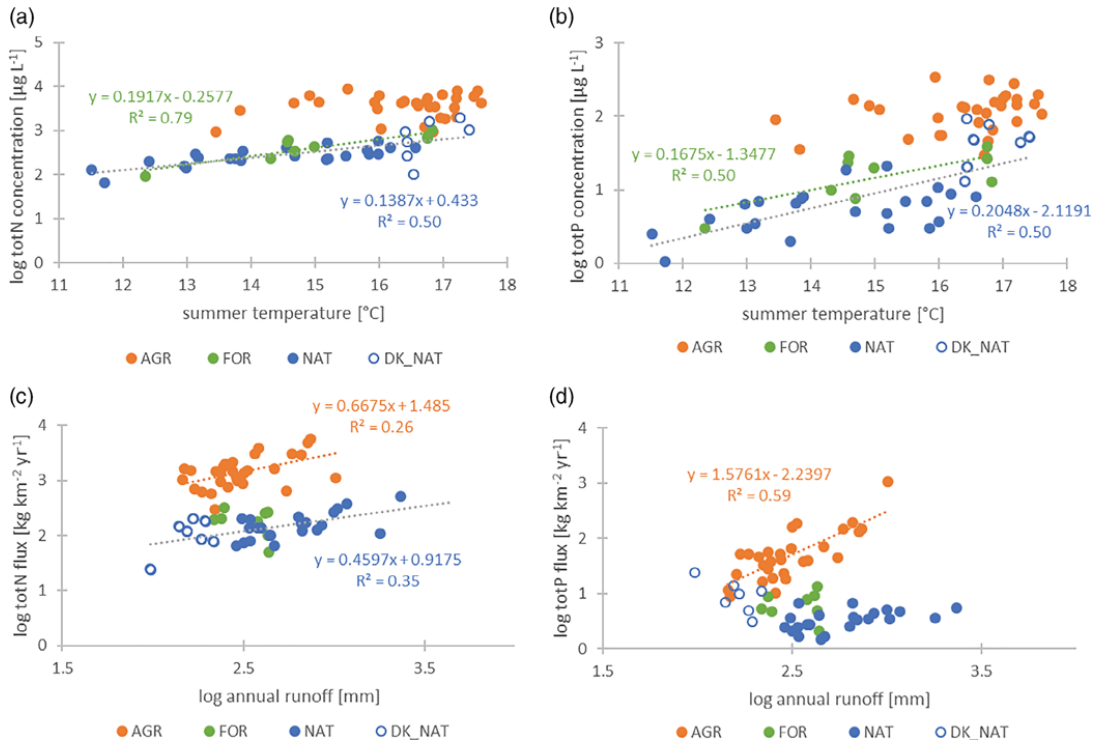 (a)
log totN concentration [µg L-1]
5
4
3
2
1
0
y = 0.1917x - 0.2577
R² = 0.79
y = 0.1387x + 0.433
R² = 0.50
11 12 13 14 15 16 17 18
summer temperature [°C]
AGR FOR NAT DK_NAT
(b)
log totP concentration [µg L-1]
3
2
1
0
y = 0.1675x - 1.3477
R² = 0.50
y = 0.2048x - 2.1191
R² = 0.50
11 12 13 14 15 16 17 18
summer temperature [°C]
AGR FOR NAT DK_NAT
(c)
log totN flux [kg km-2 yr-1]
4
3
2
1
0
y = 0.6675x + 1.485
R² = 0.26
y = 0.4597x + 0.9175
R² = 0.35
1.5 2.5 3.5
log annual runoff [mm]
AGR FOR NAT DK_NAT
(d)
log totP flux [kg km-2 yr-1]
4
3
2
1
0
y = 1.5761x - 2.2397
R² = 0.59
1.5 2.5 3.5
log annual runoff [mm]
AGR FOR NAT DK_NAT